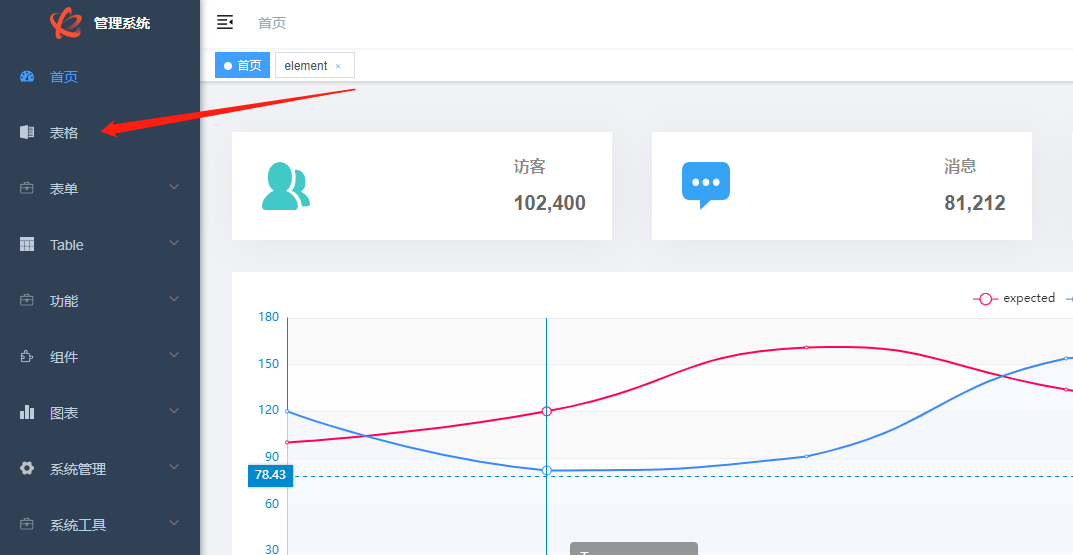 管理系统
首页
表格
表单
Table
功能
组件
图表
系统管理
系统工具
首页
首页
element ×
访客
102,400
消息
81,212
expected
180
150
120
90
78.43
60
30